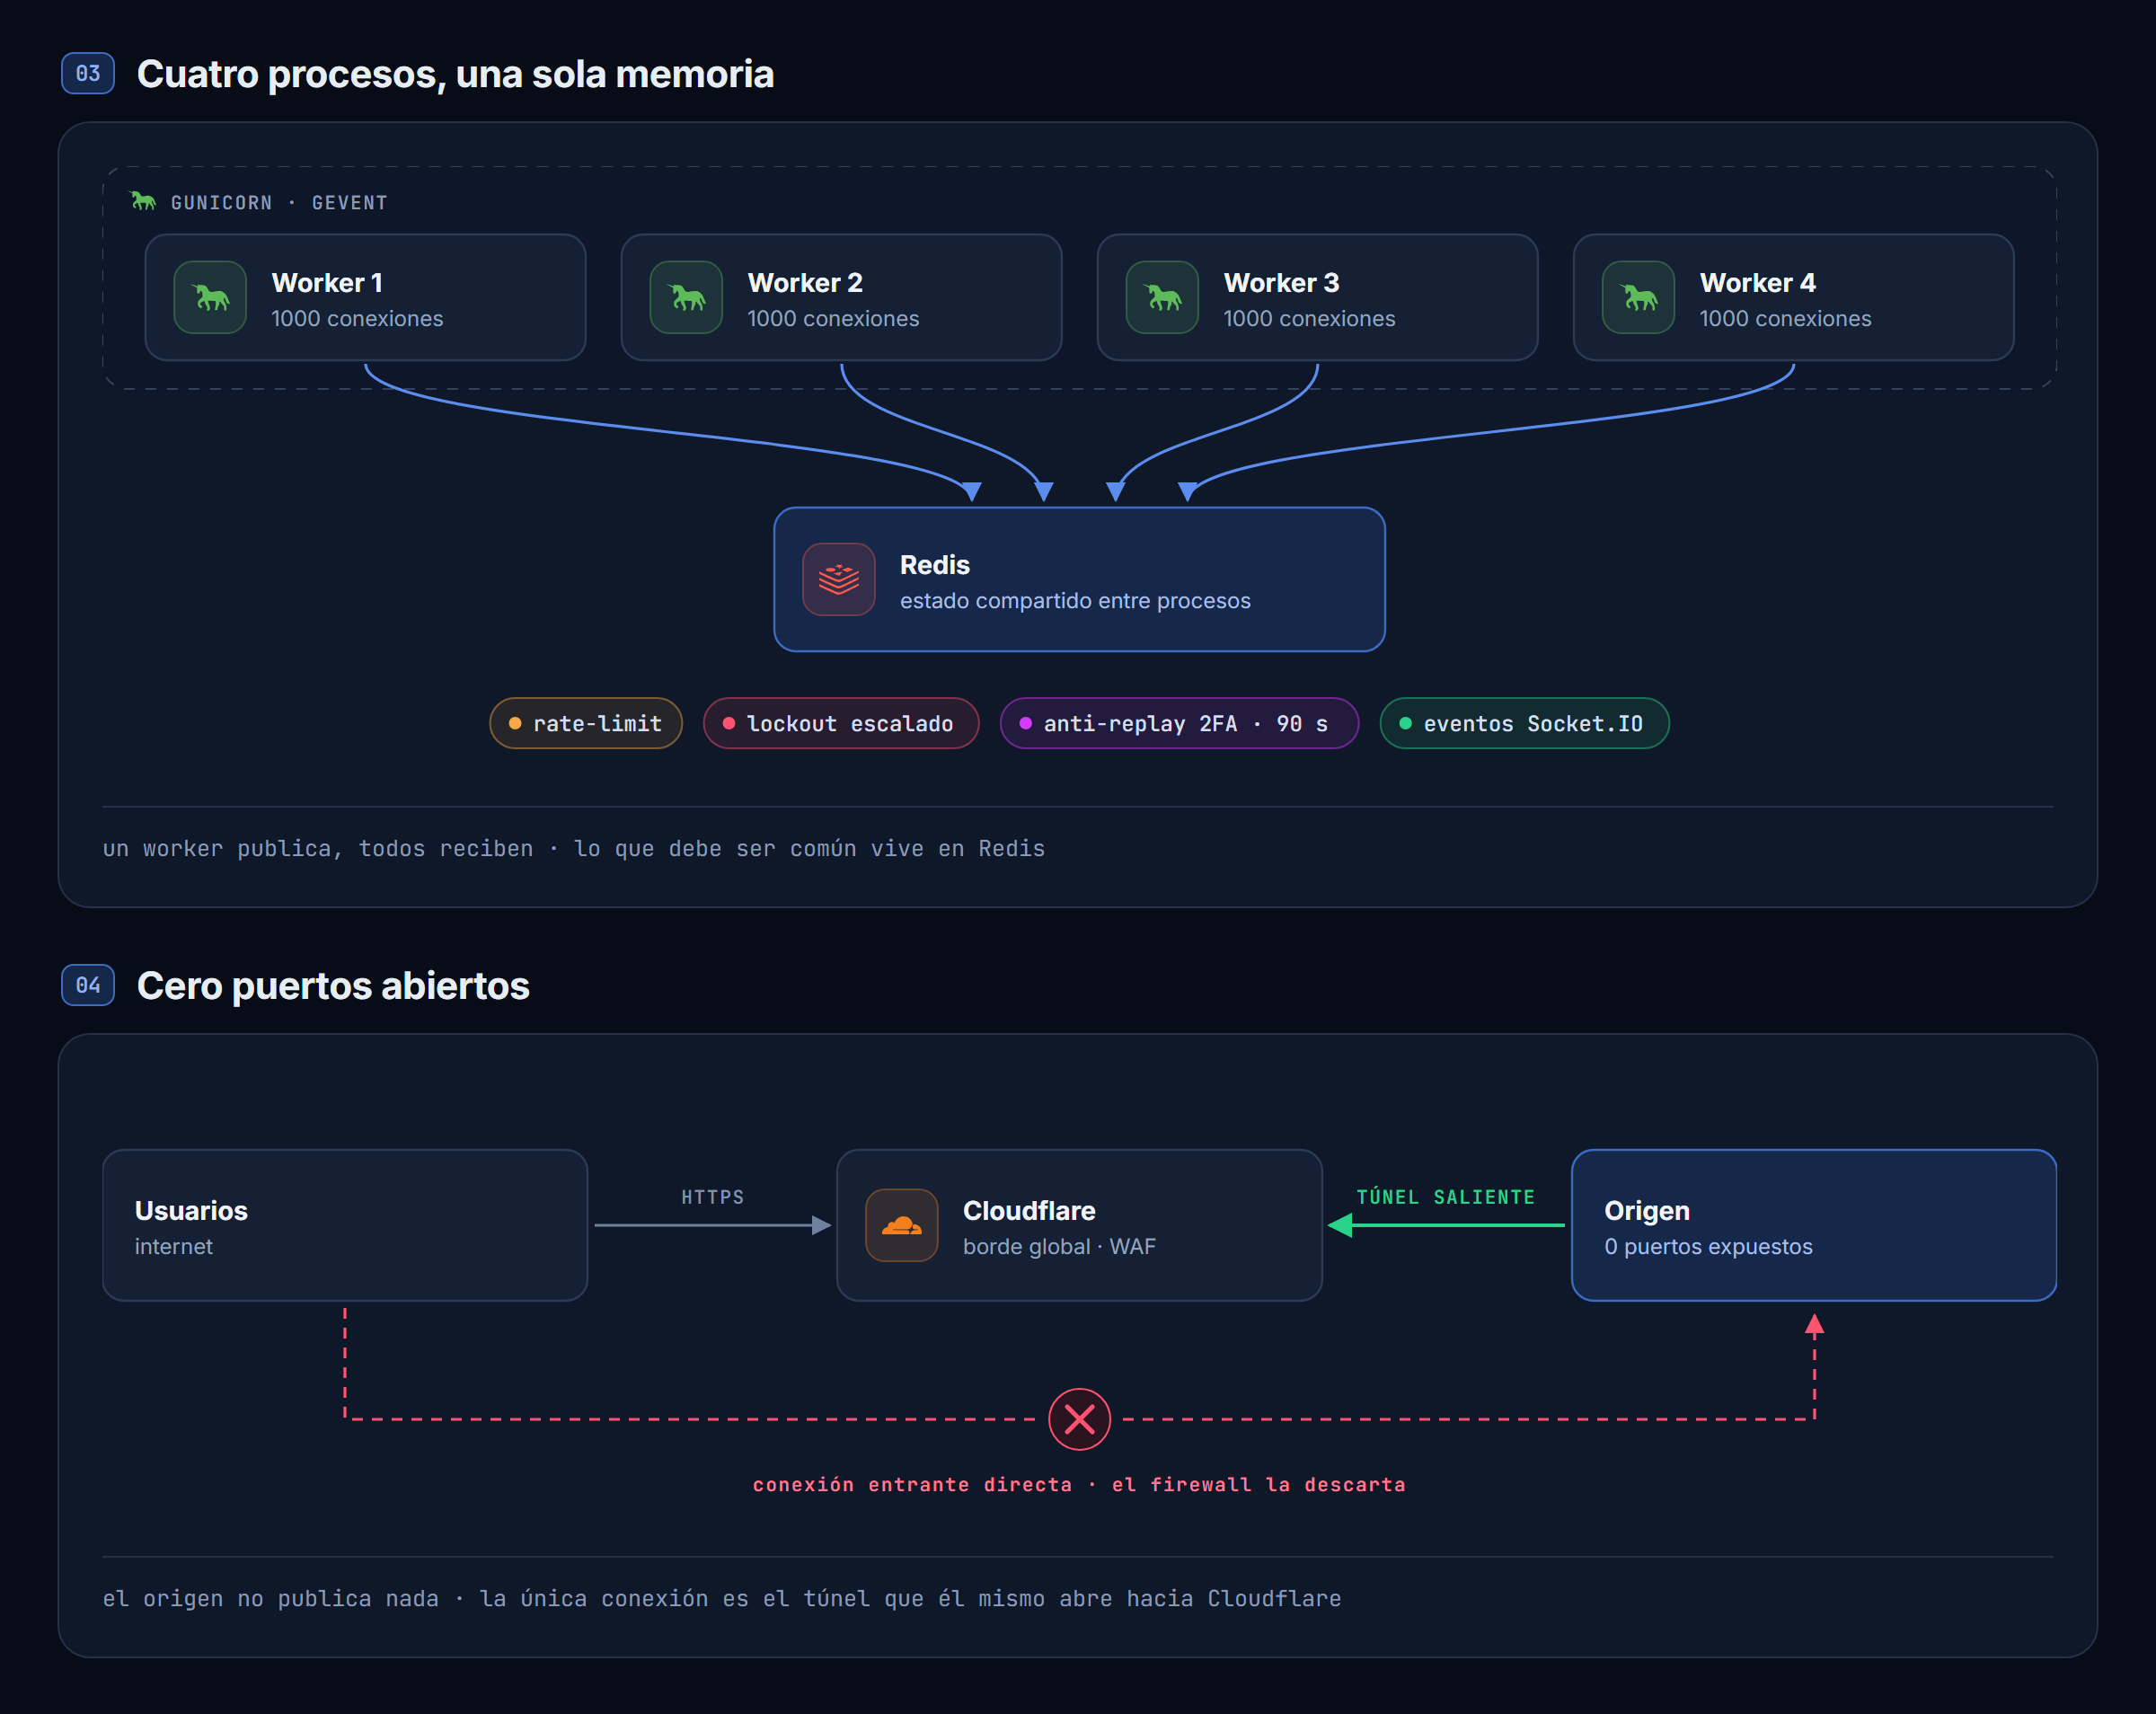 03 Cuatro procesos, una sola memoria
GUNICORN · GEVENT
Worker 1
1000 conexiones
Worker 2
1000 conexiones
Worker 3
1000 conexiones
Worker 4
1000 conexiones
Redis
estado compartido entre procesos
rate-limit
lockout escalado
anti-replay 2FA · 90 s
eventos Socket.IO
un worker publica, todos reciben · lo que debe ser común vive en Redis
04 Cero puertos abiertos
Usuarios
internet
HTTPS
Cloudflare
borde global · WAF
TÚNEL SALIENTE
Origen
0 puertos expuestos
conexión entrante directa · el firewall la descarta
el origen no publica nada · la única conexión es el túnel que él mismo abre hacia Cloudflare